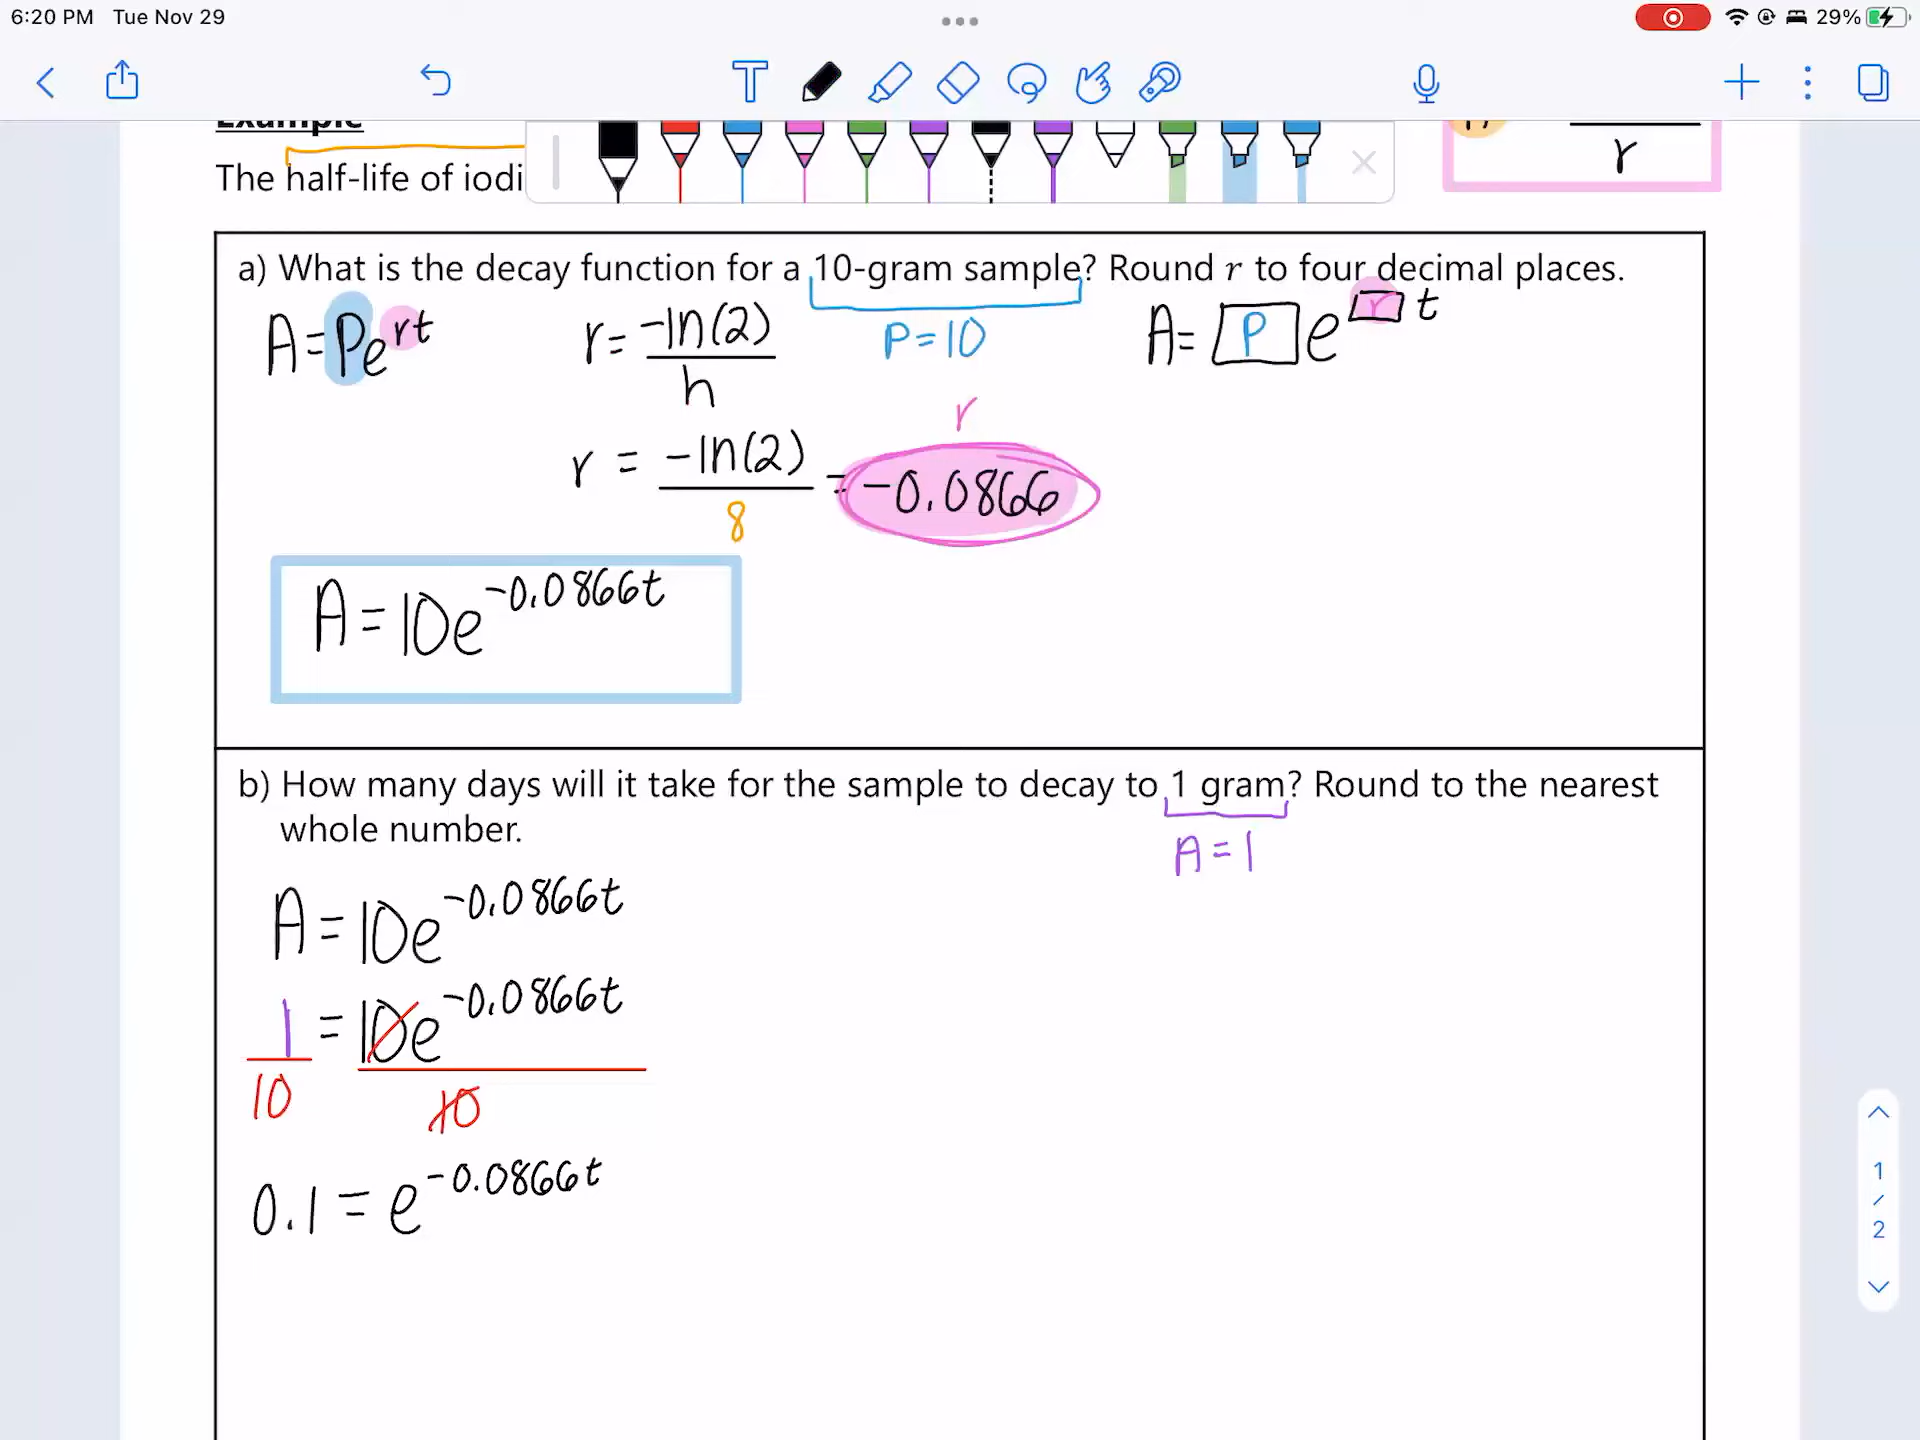 6:20 PM Tue Nov 29
29%
T
Example
The half-life of iodi
r
a) What is the decay function for a 10-gram sample? Round r to four decimal places.
A=Pe^rt
r= -ln(2)/h
P=10
A= P e^r t
r = -ln(2)/8 = -0.0866
r
A=10e^-0.0866t
b) How many days will it take for the sample to decay to 1 gram? Round to the nearest
whole number.
A=1
A=10e^-0.0866t
1/10 = 10e^-0.0866t/10
0.1 = e^-0.0866t
1
/
2